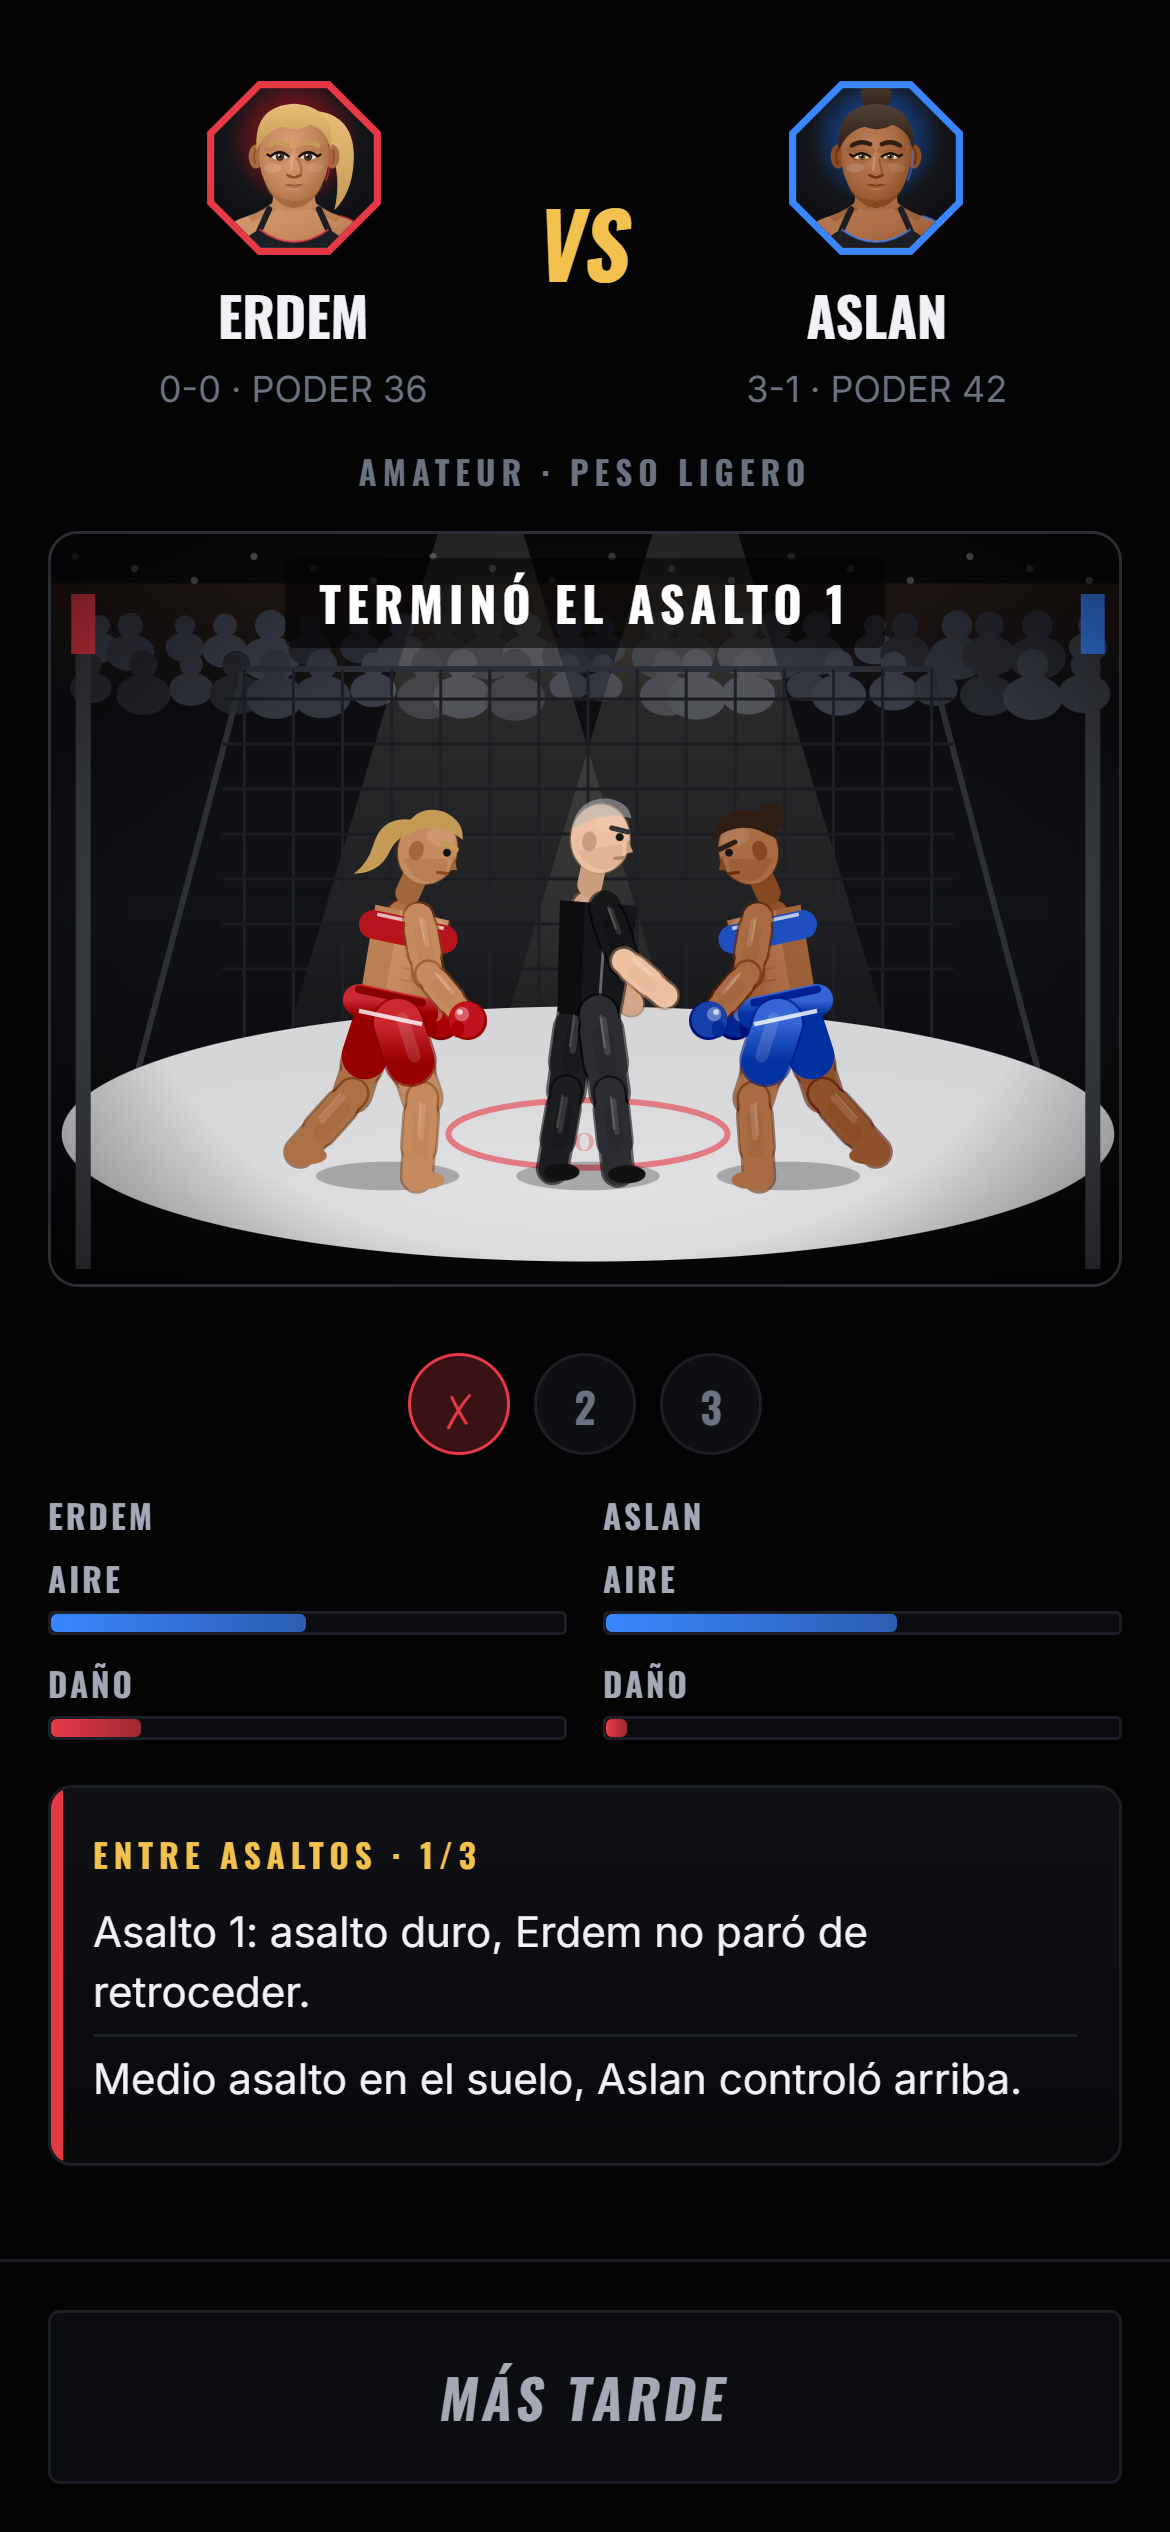 VS
ERDEM
ASLAN
0-0 · PODER 36
3-1 · PODER 42
AMATEUR · PESO LIGERO
TERMINÓ EL ASALTO 1
✗
2
3
ERDEM
AIRE
DAÑO
ASLAN
AIRE
DAÑO
ENTRE ASALTOS · 1/3
Asalto 1: asalto duro, Erdem no paró de
retroceder.
Medio asalto en el suelo, Aslan controló arriba.
MÁS TARDE